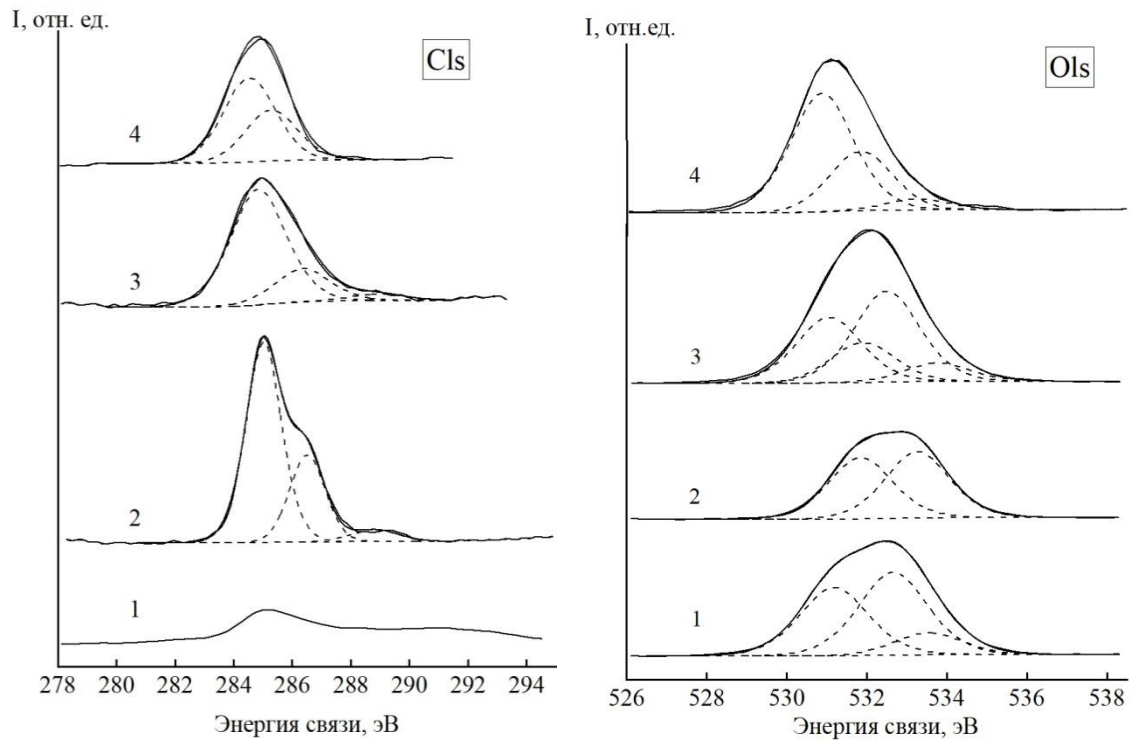 I, отн. ед.
C1s
4
3
2
1
278 280 282 284 286 288 290 292 294
Энергия связи, эВ
I, отн.ед.
O1s
4
3
2
1
526 528 530 532 534 536 538
Энергия связи, эВ